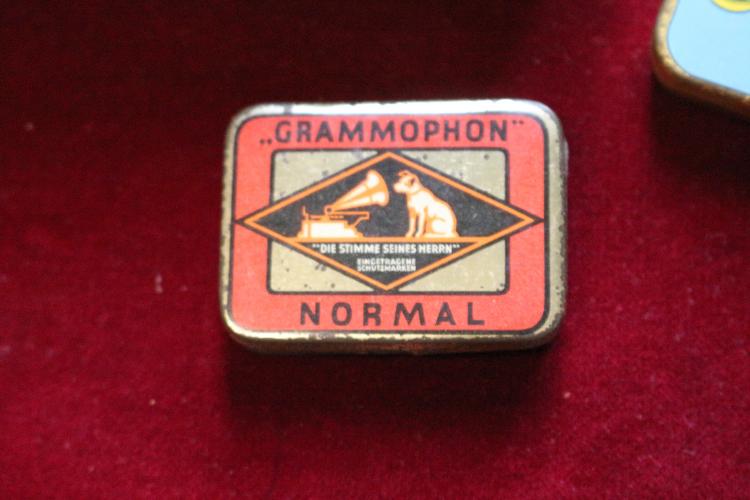 „GRAMMOPHON"
"DIE STIMME SEINES HERRN"
EINGETRAGENE
SCHUTZMARKEN
NORMAL